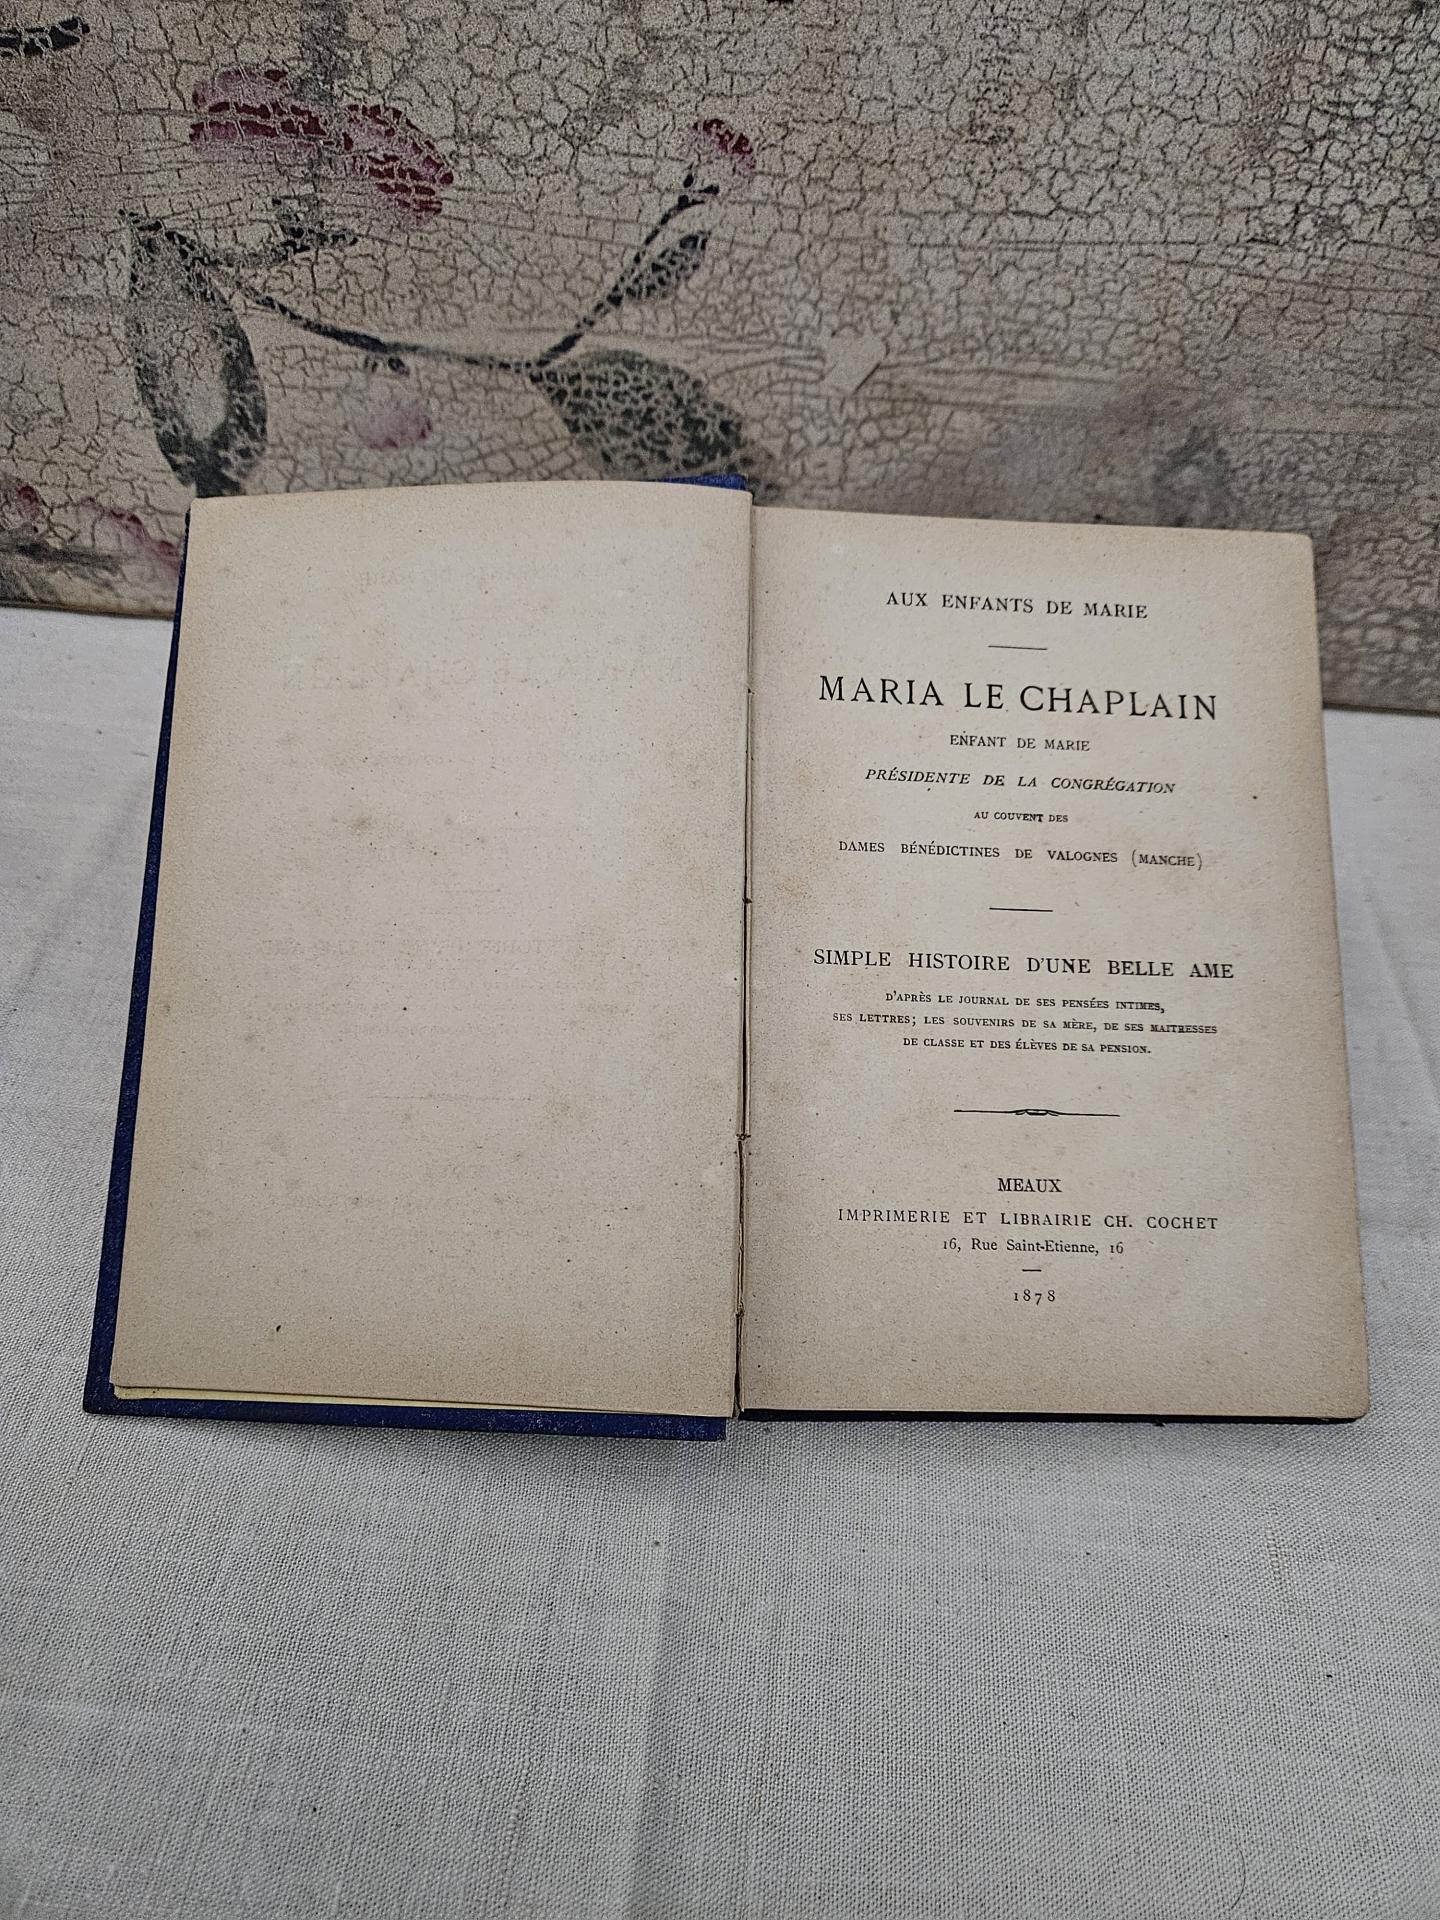 AUX ENFANTS DE MARIE
MARIA LE CHAPLAIN
ENFANT DE MARIE
PRÉSIDENTE DE LA CONGRÉGATION
AU COUVENT DES
DAMES BÉNÉDICTINES DE VALOGNES (MANCHE)
SIMPLE HISTOIRE D'UNE BELLE AME
D'APRÈS LE JOURNAL DE SES PENSÉES INTIMES,
SES LETTRES; LES SOUVENIRS DE SA MÈRE, DE SES MAITRESSES
DE CLASSE ET DES ÉLÈVES DE SA PENSION.
MEAUX
IMPRIMERIE ET LIBRAIRIE CH. COCHET
16, Rue Saint-Etienne, 16
1878